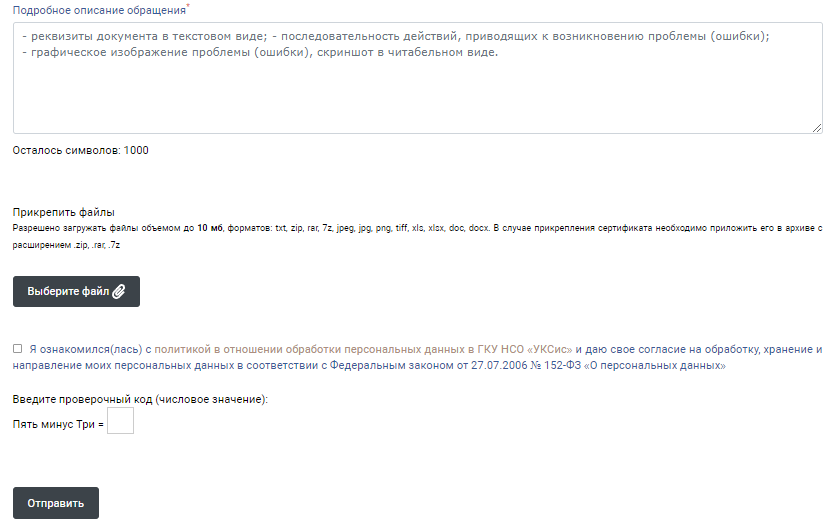 Подробное описание обращения*
- реквизиты документа в текстовом виде; - последовательность действий, приводящих к возникновению проблемы (ошибки);
- графическое изображение проблемы (ошибки), скриншот в читабельном виде.
Осталось символов: 1000
Прикрепить файлы
Разрешено загружать файлы объемом до 10 мб, форматов: txt, zip, rar, 7z, jpeg, jpg, png, tiff, xls, xlsx, doc, docx. В случае прикрепления сертификата необходимо приложить его в архиве с
расширением .zip, .rar, .7z
Выберите файл
Я ознакомился(лась) с политикой в отношении обработки персональных данных в ГКУ НСО «УКСис» и даю свое согласие на обработку, хранение и
направление моих персональных данных в соответствии с Федеральным законом от 27.07.2006 № 152-ФЗ «О персональных данных»
Введите проверочный код (числовое значение):
Пять минус Три =
Отправить